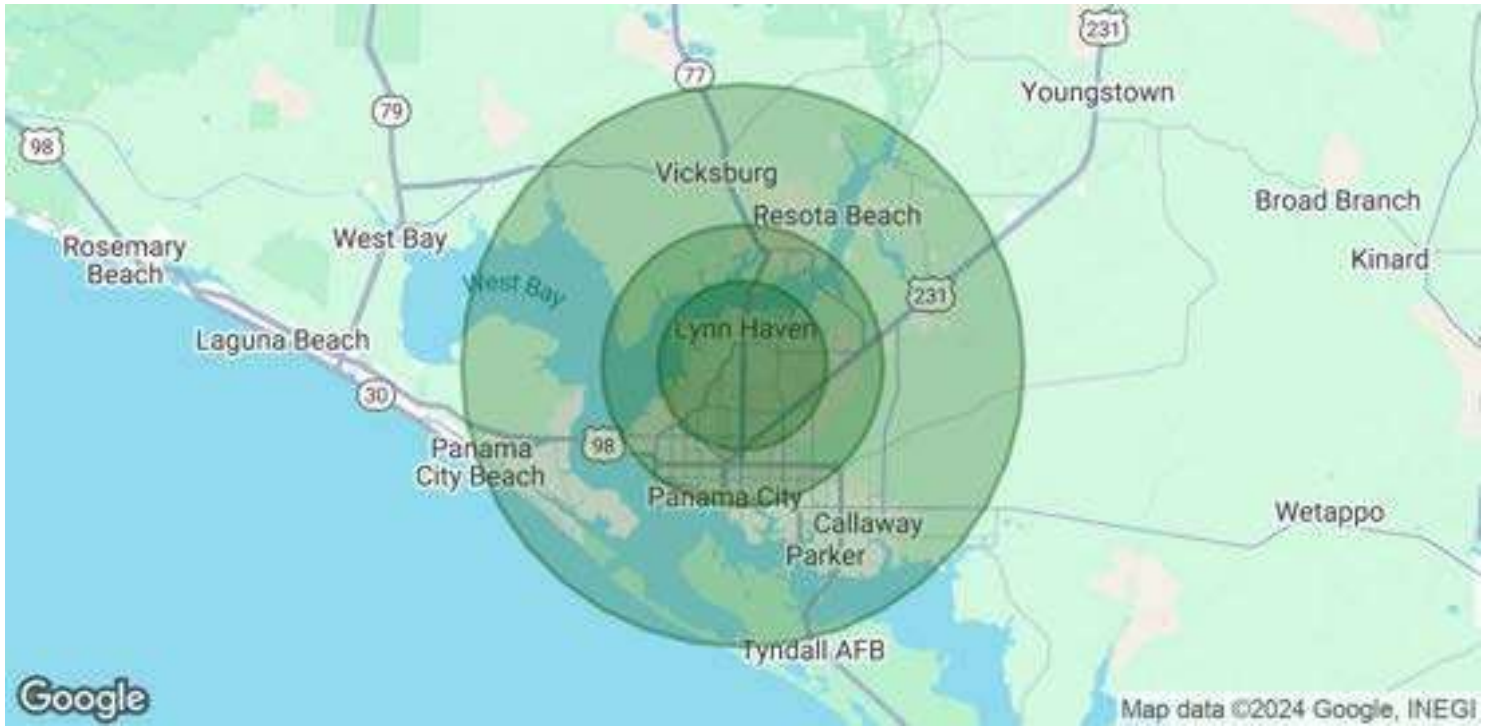 231
77
Youngstown
79
98
Vicksburg
Broad Branch
Resota Beach
West Bay
Rosemary
Beach
Kinard
West Bay
231
Lynn Haven
Laguna Beach
30
98
Panama
City Beach
Panama City
Callaway
Wetappo
Parker
Tyndall AFB
Google
Map data ©2024 Google, INEGI